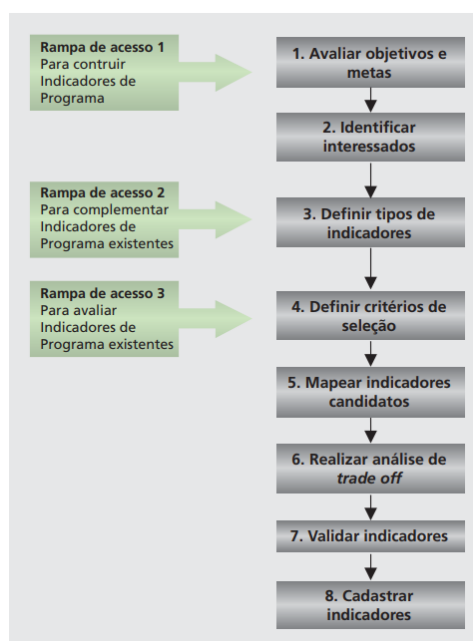 Rampa de acesso 1
Para contruir
Indicadores de
Programa
1. Avaliar objetivos e
metas
2. Identificar
interessados
Rampa de acesso 2
Para complementar
Indicadores de
Programa existentes
3. Definir tipos de
indicadores
Rampa de acesso 3
Para avaliar
Indicadores de
Programa existentes
4. Definir critérios de
seleção
5. Mapear indicadores
candidatos
6. Realizar análise de
trade off
7. Validar indicadores
8. Cadastrar
indicadores